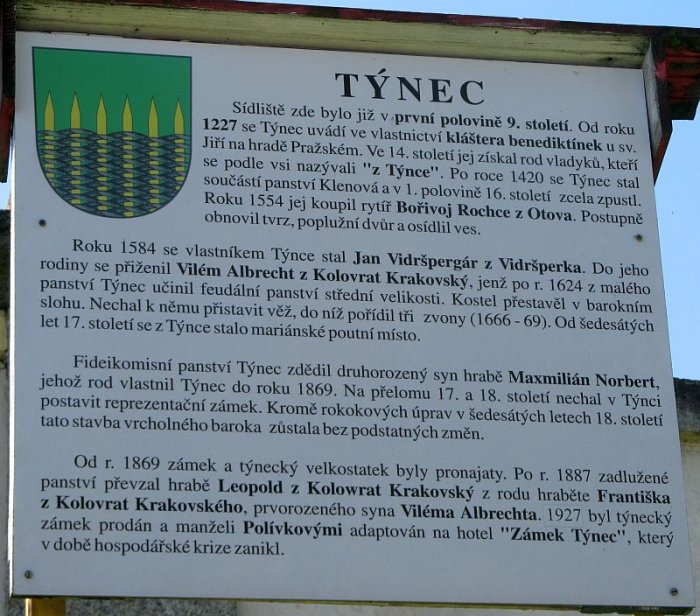 TÝNEC
Sídliště zde bylo již v první polovině 9. století. Od roku
1227 se Týnec uvádí ve vlastnictví kláštera benediktínek u sv.
Jiří na hradě Pražském. Ve 14. století jej získal rod vladyků, kteří
se podle vsi nazývali "z Týnce". Po roce 1420 se Týnec stal
součástí panství Klenová a v 1. polovině 16. století zcela zpustl.
Roku 1554 jej koupil rytíř Bořivoj Rochce z Otova. Postupně
obnovil tvrz, poplužní dvůr a osídlil ves.
Roku 1584 se vlastníkem Týnce stal Jan Vidršpergár z Vidršperka. Do jeho
rodiny se přiženil Vilém Albrecht z Kolovrat Krakovský, jenž po r. 1624 z malého
panství Týnec učinil feudální panství střední velikosti. Kostel přestavěl v barokním
slohu. Nechal k němu přistavit věž, do níž pořídil tři zvony (1666 - 69). Od šedesátých
let 17. století se z Týnce stalo mariánské poutní místo.
Fideikomisní panství Týnec zdědil druhorozený syn hrabě Maxmilián Norbert,
jehož rod vlastnil Týnec do roku 1869. Na přelomu 17. a 18. století nechal v Týnci
postavit reprezentační zámek. Kromě rokokových úprav v šedesátých letech 18. století
tato stavba vrcholného baroka zůstala bez podstatných změn.
Od r. 1869 zámek a týnecký velkostatek byly pronajaty. Po r. 1887 zadlužené
panství převzal hrabě Leopold z Kolowrat Krakovský z rodu hraběte Františka
z Kolovrat Krakovského, prvorozeného syna Viléma Albrechta. 1927 byl týnecký
zámek prodán a manželi Polívkovými adaptován na hotel "Zámek Týnec", který
v době hospodářské krize zanikl.